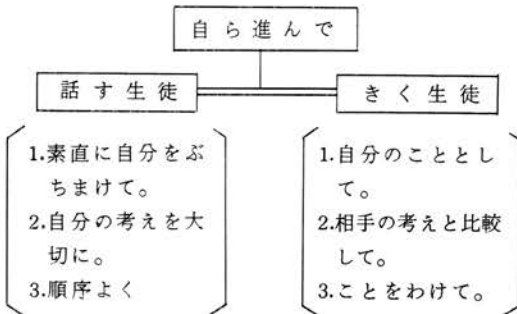 自ら進んで
話す生徒
きく生徒
1.素直に自分をぶ
ちまけて。
2.自分の考えを大
切に。
3.順序よく
1.自分のこととし
て。
2.相手の考えと比較
して。
3.ことをわけて。